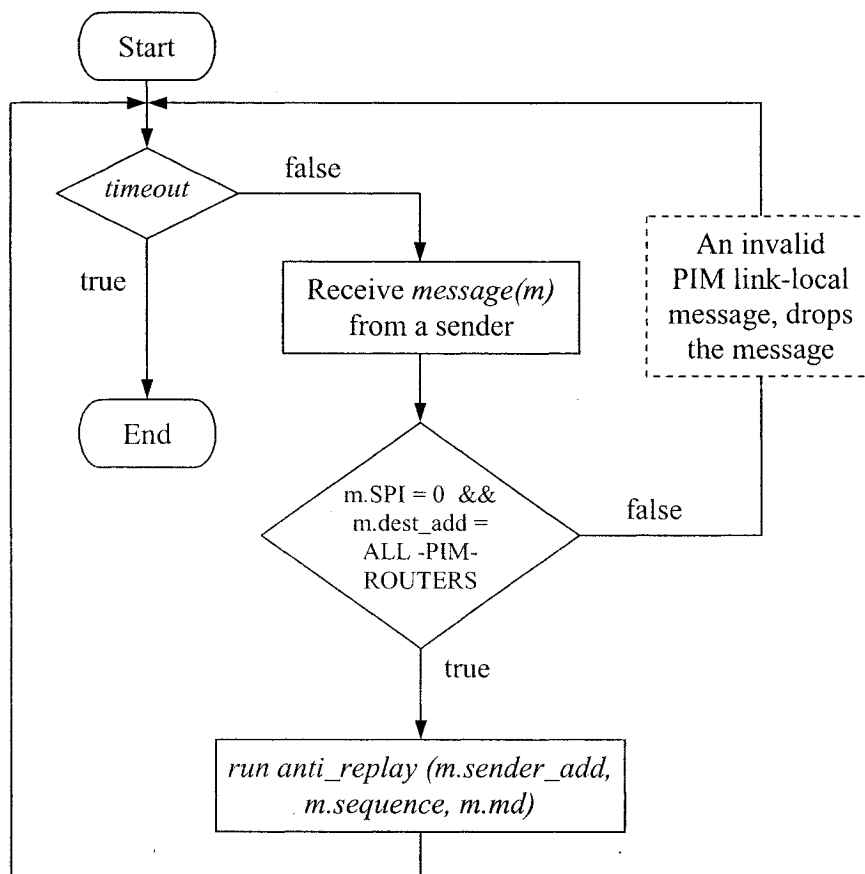 Start
timeout
false
true
Receive message(m)
from a sender
An invalid
PIM link-local
message, drops
the message
End
m.SPI = 0 &&
m.dest_add =
ALL -PIM-
ROUTERS
false
true
run anti_replay (m.sender_add,
m.sequence, m.md)